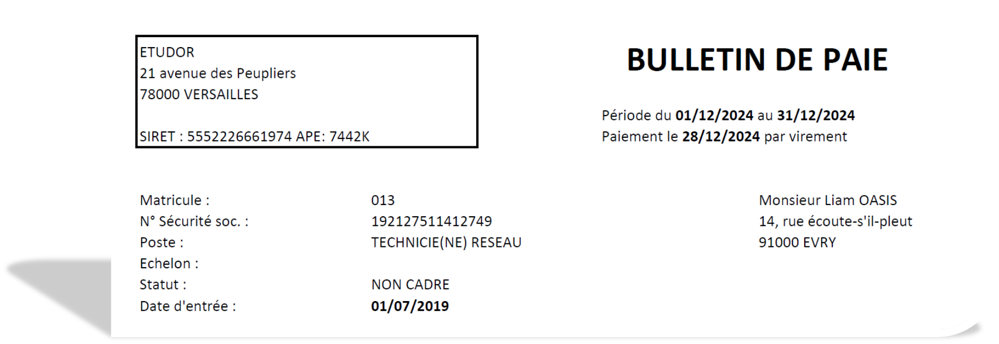 ETUDOR
21 avenue des Peupliers
78000 VERSAILLES
SIRET : 5552226661974 APE: 7442K
BULLETIN DE PAIE
Période du 01/12/2024 au 31/12/2024
Paiement le 28/12/2024 par virement
Matricule : 013
N° Sécurité soc. : 192127511412749
Poste : TECHNICIE(NE) RESEAU
Echelon :
Statut : NON CADRE
Date d'entrée : 01/07/2019
Monsieur Liam OASIS
14, rue écoute-s'il-pleut
91000 EVRY